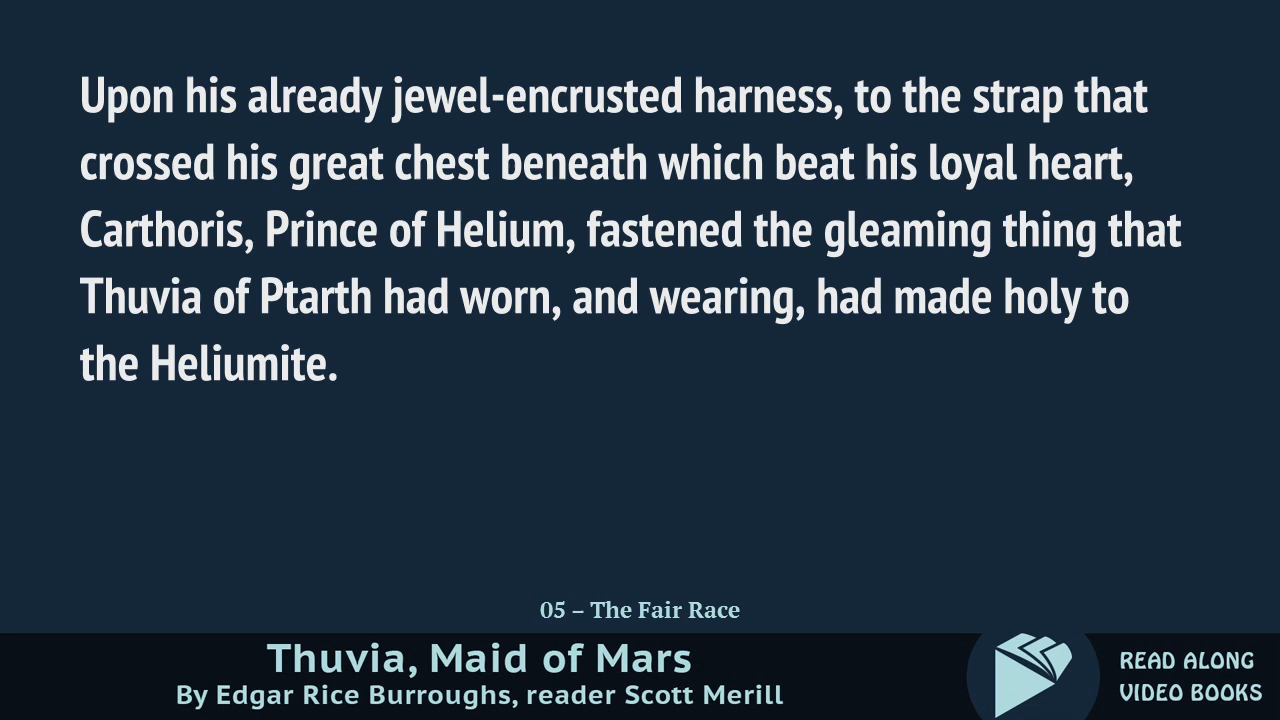 Upon his already jewel-encrusted harness, to the strap that
crossed his great chest beneath which beat his loyal heart,
Carthoris, Prince of Helium, fastened the gleaming thing that
Thuvia of Ptarth had worn, and wearing, had made holy to
the Heliumite.
05 – The Fair Race
Thuvia, Maid of Mars
By Edgar Rice Burroughs, reader Scott Merill
READ ALONG
VIDEO BOOKS